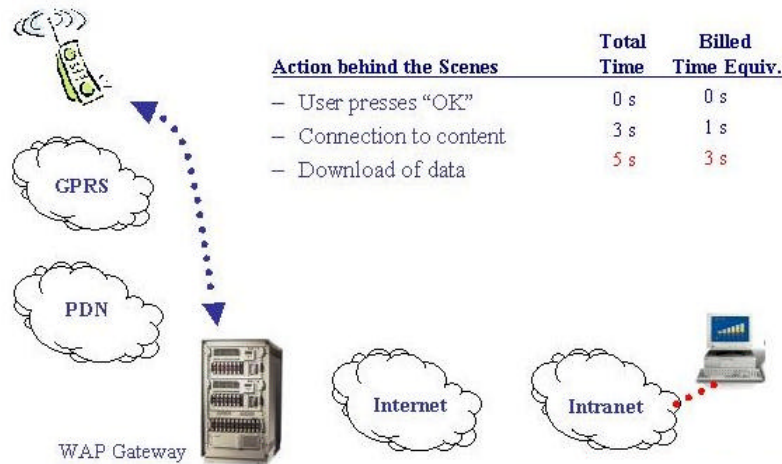 Total Billed
Action behind the Scenes Time Time Equiv.
– User presses “OK” 0 s 0 s
– Connection to content 3 s 1 s
– Download of data 5 s 3 s
GPRS
PDN
Internet
Intranet
WAP Gateway